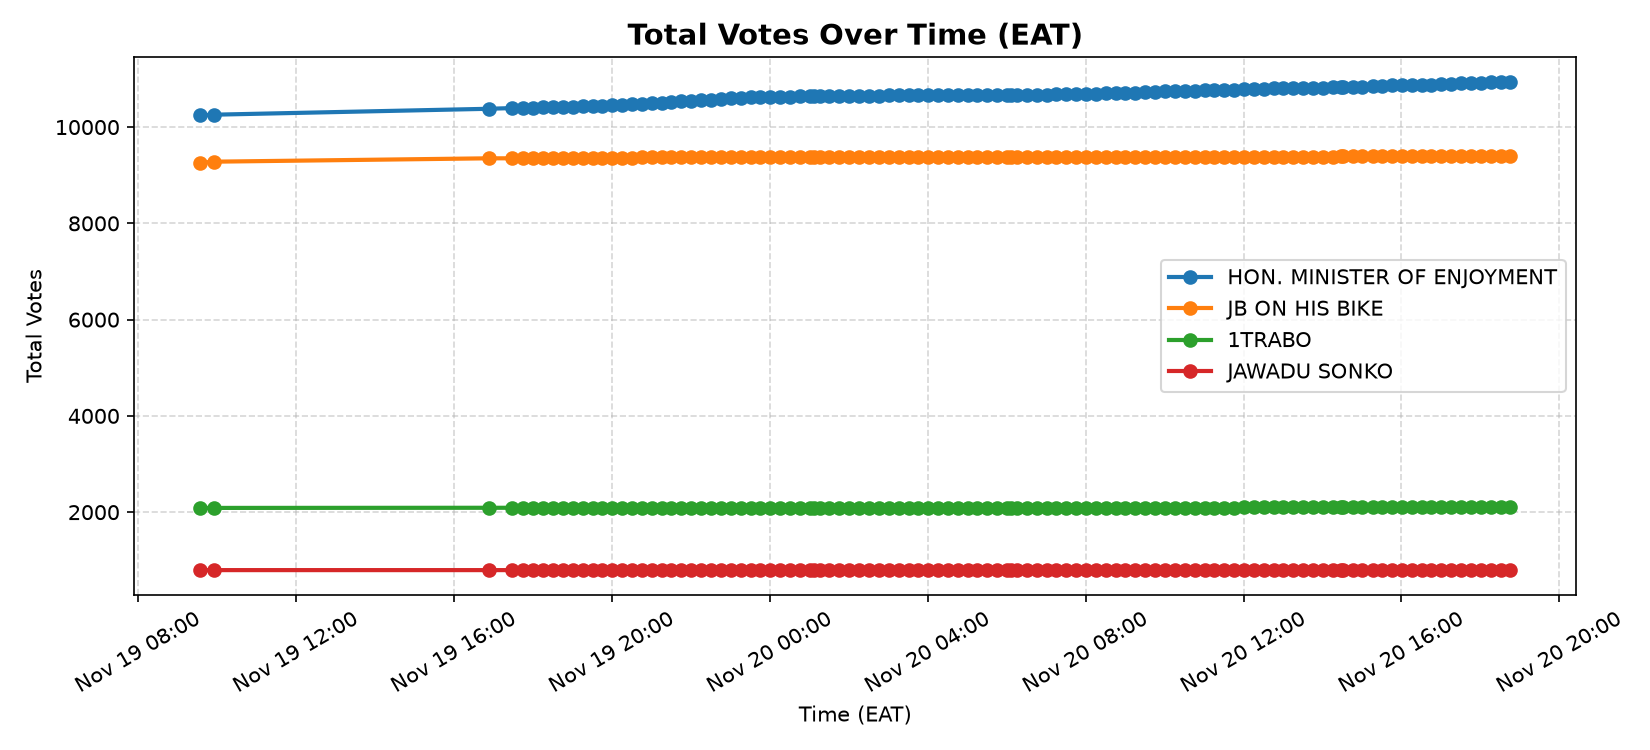 Total Votes Over Time (EAT)
Total Votes
10000
8000
6000
4000
2000
HON. MINISTER OF ENJOYMENT
JB ON HIS BIKE
1TRABO
JAWADU SONKO
Nov 19 08:00
Nov 19 12:00
Nov 19 16:00
Nov 19 20:00
Nov 20 00:00
Nov 20 04:00
Nov 20 08:00
Nov 20 12:00
Nov 20 16:00
Nov 20 20:00
Time (EAT)